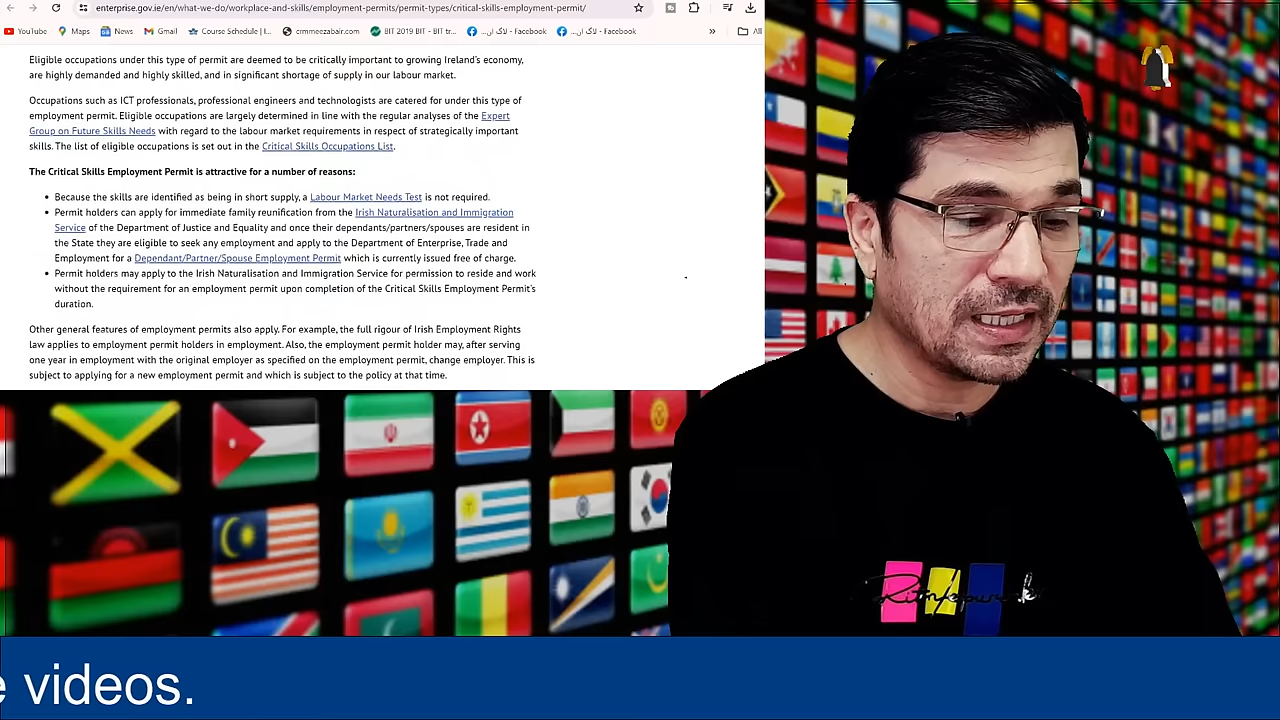 enterprise.gov.ie/en/what-we-do/workplace-and-skills/employment-permits/permit-types/critical-skills-employment-permit/
YouTube Maps News Gmail Course Schedule | I... crmmeezabair.com BIT 2019 BIT - BIT tr... لاگ ان... - Facebook لاگ ان... - Facebook » All
Eligible occupations under this type of permit are deemed to be critically important to growing Ireland's economy,
are highly demanded and highly skilled, and in significant shortage of supply in our labour market.
Occupations such as ICT professionals, professional engineers and technologists are catered for under this type of
employment permit. Eligible occupations are largely determined in line with the regular analyses of the Expert
Group on Future Skills Needs with regard to the labour market requirements in respect of strategically important
skills. The list of eligible occupations is set out in the Critical Skills Occupations List.
The Critical Skills Employment Permit is attractive for a number of reasons:
Because the skills are identified as being in short supply, a Labour Market Needs Test is not required.
Permit holders can apply for immediate family reunification from the Irish Naturalisation and Immigration
Service of the Department of Justice and Equality and once their dependants/partners/spouses are resident in
the State they are eligible to seek any employment and apply to the Department of Enterprise, Trade and
Employment for a Dependant/Partner/Spouse Employment Permit which is currently issued free of charge.
Permit holders may apply to the Irish Naturalisation and Immigration Service for permission to reside and work
without the requirement for an employment permit upon completion of the Critical Skills Employment Permit's
duration.
Other general features of employment permits also apply. For example, the full rigour of Irish Employment Rights
law applies to employment permit holders in employment. Also, the employment permit holder may, after serving
one year in employment with the original employer as specified on the employment permit, change employer. This is
subject to applying for a new employment permit and which is subject to the policy at that time.
videos.